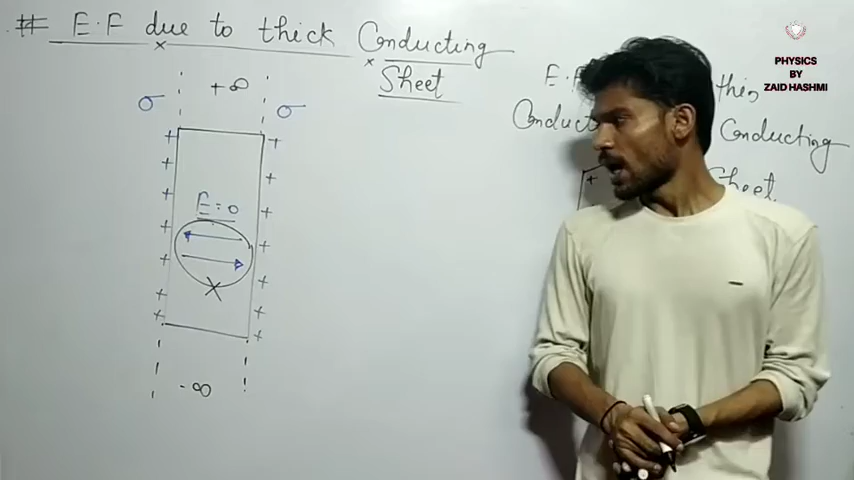 # E.F due to thick Conducting
Sheet
+∞
σ σ
E=0
-∞
Conducting
Sheet
PHYSICS
BY
ZAID HASHMI